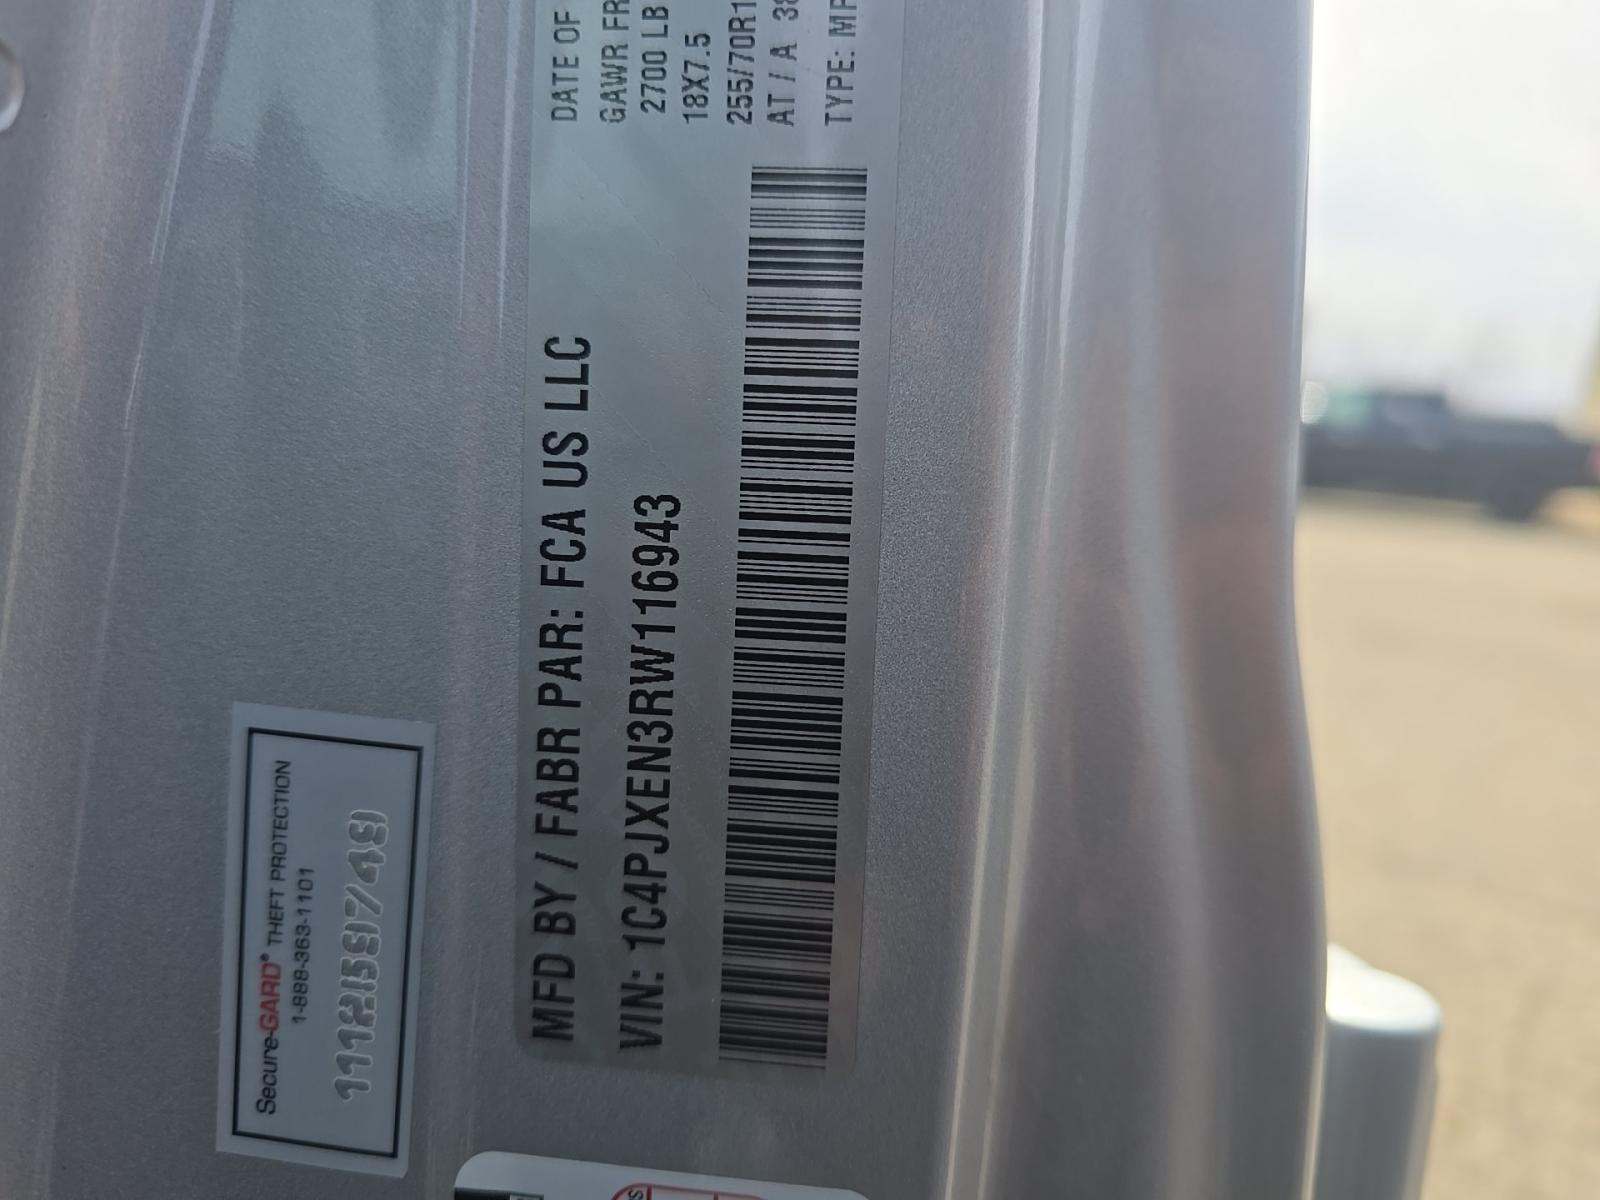 MFD BY / FABR PAR: FCA US LLC
VIN: 1C4PJXEN3RW116943
DATE OF
GAWR FR
2700 LB
18X7.5
255/70R1
AT / A
TYPE:
Secure-GARD® THEFT PROTECTION
1-888-363-1101